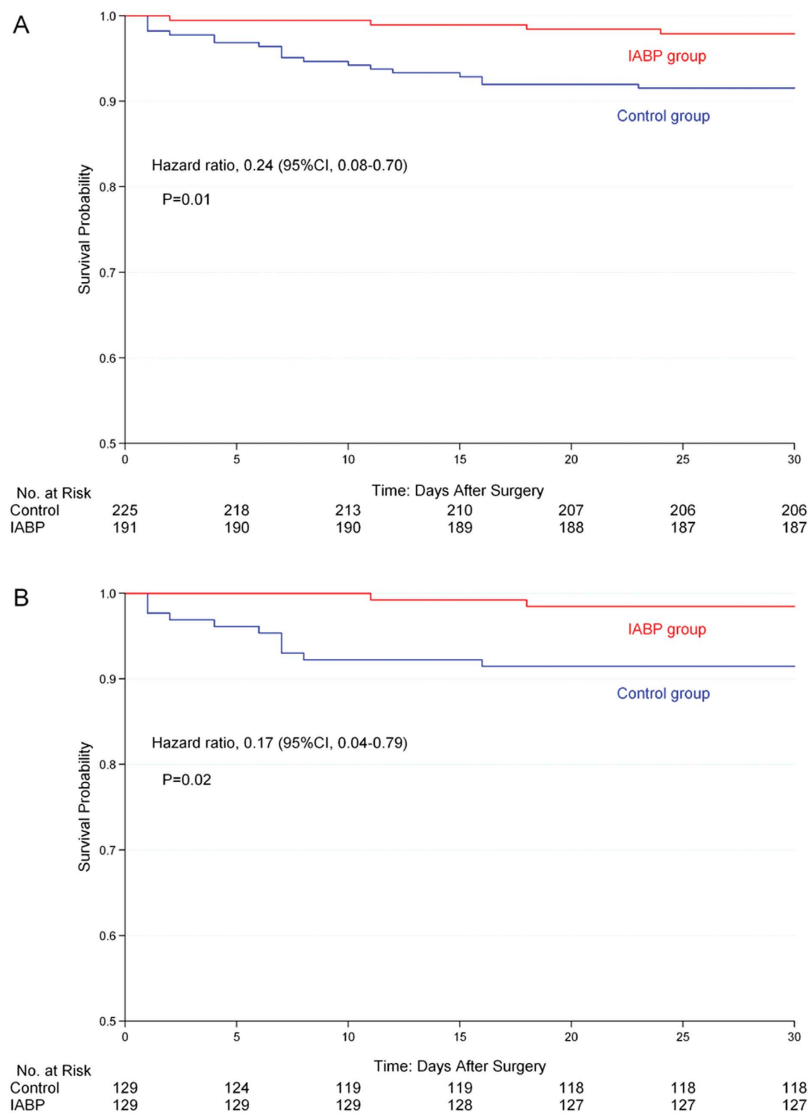 A
1.0
0.9
0.8
0.7
0.6
0.5
Survival Probability
IABP group
Control group
Hazard ratio, 0.24 (95%CI, 0.08-0.70)
P=0.01
0 5 10 15 20 25 30
No. at Risk Time: Days After Surgery
Control 225 218 213 210 207 206 206
IABP 191 190 190 189 188 187 187
B
1.0
0.9
0.8
0.7
0.6
0.5
Survival Probability
IABP group
Control group
Hazard ratio, 0.17 (95%CI, 0.04-0.79)
P=0.02
0 5 10 15 20 25 30
No. at Risk Time: Days After Surgery
Control 129 124 119 119 118 118 118
IABP 129 129 129 128 127 127 127